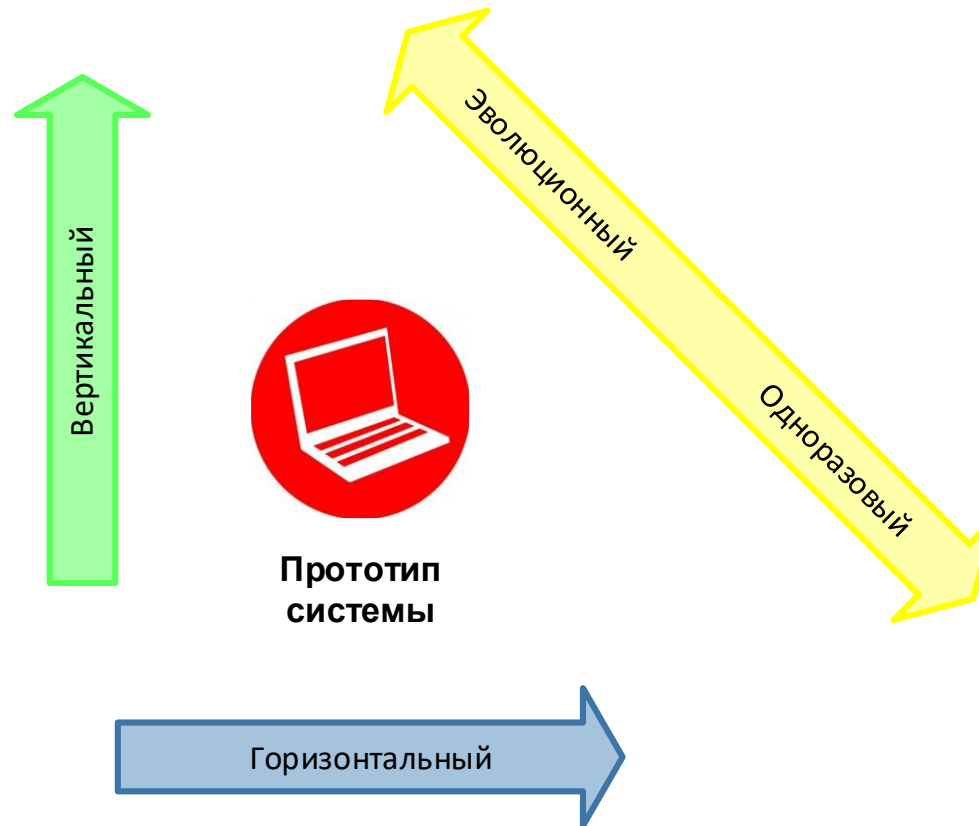 Эволюционный
Вертикальный
Одноразовый
Прототип
системы
Горизонтальный